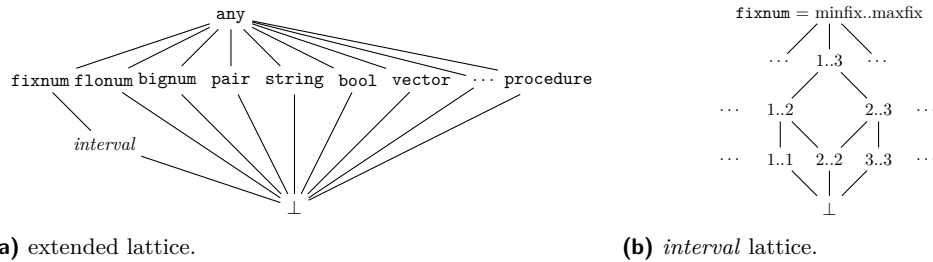 any
fixnum flonum bignum pair string bool vector ··· procedure
interval
⊥
a) extended lattice.
fixnum = minfix..maxfix
··· 1..3 ···
··· 1..2 2..3 ···
··· 1..1 2..2 3..3 ···
⊥
(b) interval lattice.